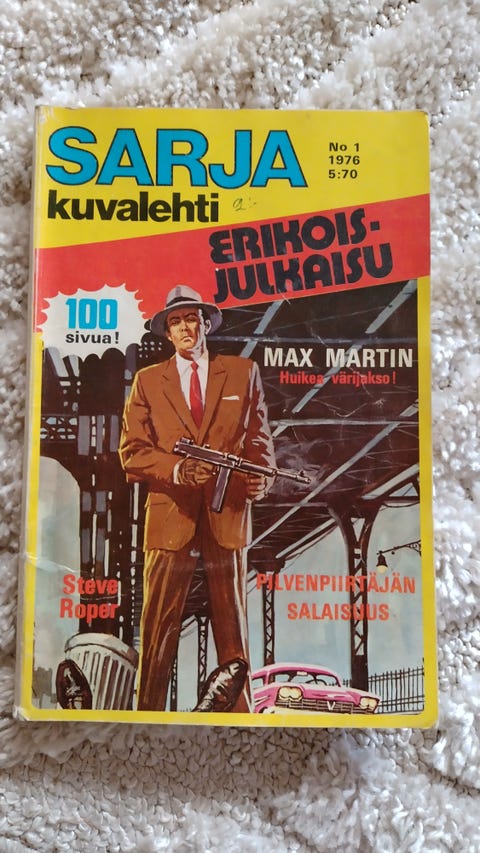 SARJA
kuvalehti
No 1
1976
5:70
ERIKOIS-
JULKAISU
100
sivua!
MAX MARTIN
Huikea värijakso!
Steve
Roper
PILVENPIIRTÄJÄN
SALAISUUS